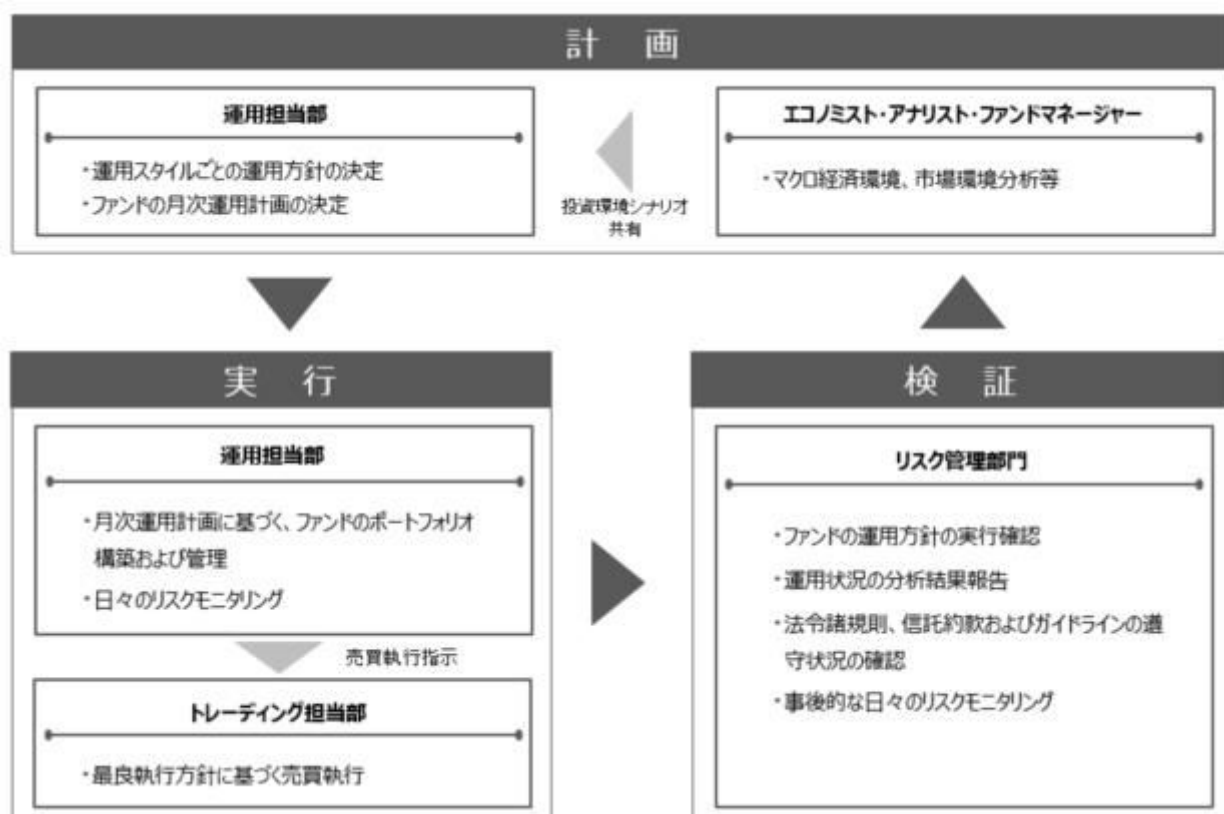 計 画
運用担当部
・運用スタイルごとの運用方針の決定
・ファンドの月次運用計画の決定
投資環境シナリオ
共有
エコノミスト・アナリスト・ファンドマネージャー
・マクロ経済環境、市場環境分析等
実 行
運用担当部
・月次運用計画に基づく、ファンドのポートフォリオ
構築および管理
・日々のリスクモニタリング
売買執行指示
トレーディング担当部
・最良執行方針に基づく売買執行
検 証
リスク管理部門
・ファンドの運用方針の実行確認
・運用状況の分析結果報告
・法令諸規則、信託約款およびガイドラインの遵
守状況の確認
・事後的な日々のリスクモニタリング